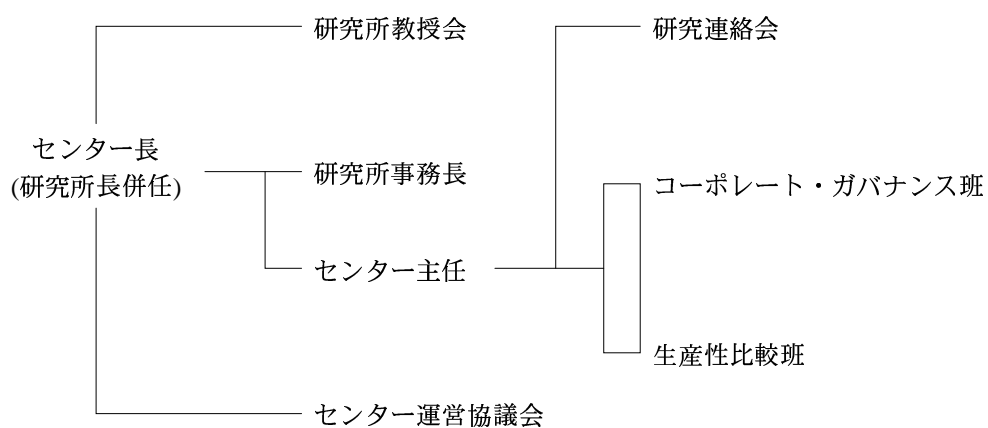 研究所教授会
研究連絡会
センター長
(研究所長併任)
研究所事務長
コーポレート・ガバナンス班
センター主任
生産性比較班
センター運営協議会